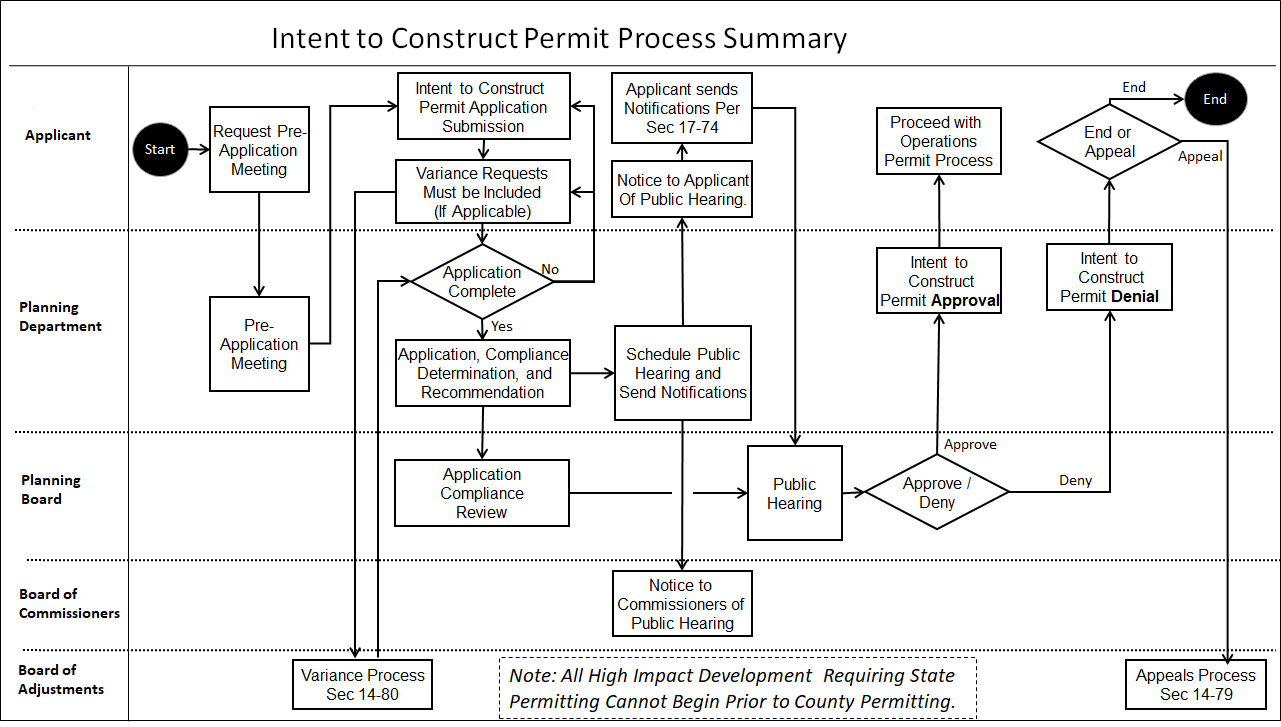 Intent to Construct Permit Process Summary
Applicant
Start
Request Pre-
Application
Meeting
Intent to Construct
Permit Application
Submission
Variance Requests
Must be Included
(If Applicable)
Applicant sends
Notifications Per
Sec 17-74
Notice to Applicant
Of Public Hearing.
Proceed with
Operations
Permit Process
End or
Appeal
End
End
Appeal
Planning
Department
Pre-
Application
Meeting
Application
Complete
No
Yes
Application, Compliance
Determination, and
Recommendation
Schedule Public
Hearing and
Send Notifications
Intent to
Construct
Permit Approval
Intent to
Construct
Permit Denial
Planning
Board
Application
Compliance
Review
Public
Hearing
Approve /
Deny
Approve
Deny
Board of
Commissioners
Notice to
Commissioners of
Public Hearing
Board of
Adjustments
Variance Process
Sec 14-80
Note: All High Impact Development Requiring State
Permitting Cannot Begin Prior to County Permitting.
Appeals Process
Sec 14-79